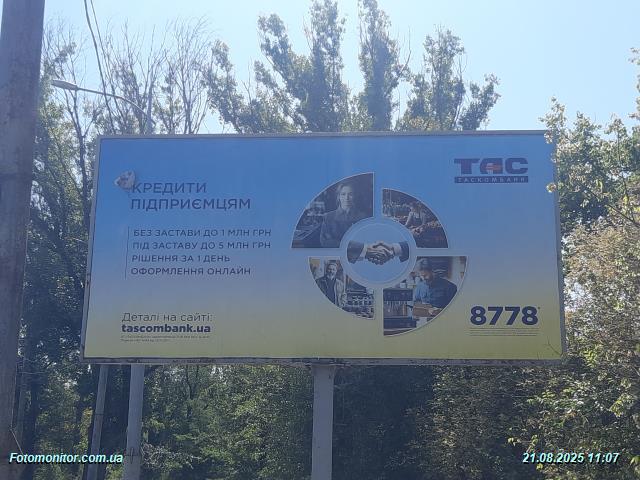 КРЕДИТИ
ПІДПРИЄМЦЯМ
БЕЗ ЗАСТАВИ ДО 1 МЛН ГРН
ПІД ЗАСТАВУ ДО 5 МЛН ГРН
РІШЕННЯ ЗА 1 ДЕНЬ
ОФОРМЛЕННЯ ОНЛАЙН
Деталі на сайті:
tascombank.ua
ТАС
ТАСКОМБАНК
8778
Fotomonitor.com.ua
21.08.2025 11:07